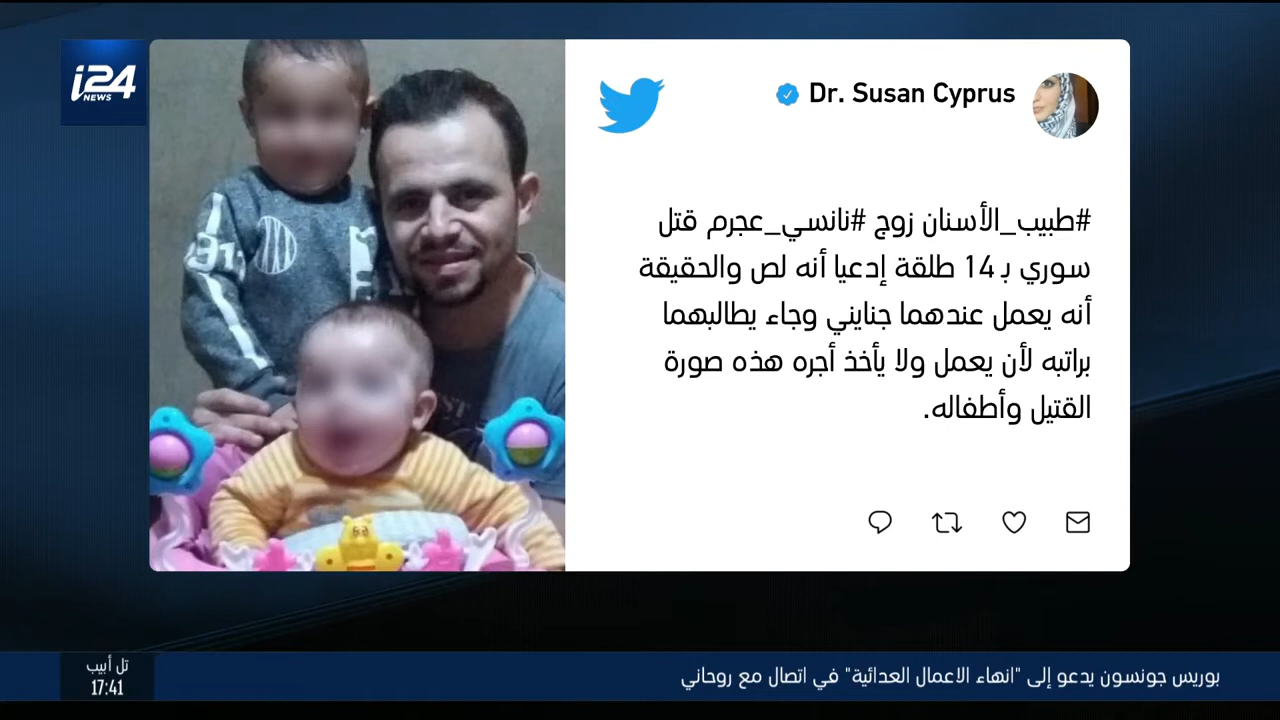 i24
NEWS
Dr. Susan Cyprus
#طبيب_الأسنان زوج #نانسي_عجرم قتل
سوري بـ 14 طلقة إدعيا أنه لص والحقيقة
أنه يعمل عندهما جنايني وجاء يطالبهما
براتبه لأن يعمل ولا يأخذ أجره هذه صورة
القتيل وأطفاله.
بوريس جونسون يدعو إلى "انهاء الاعمال العدائية" في اتصال مع روحاني
تل أبيب
17:41